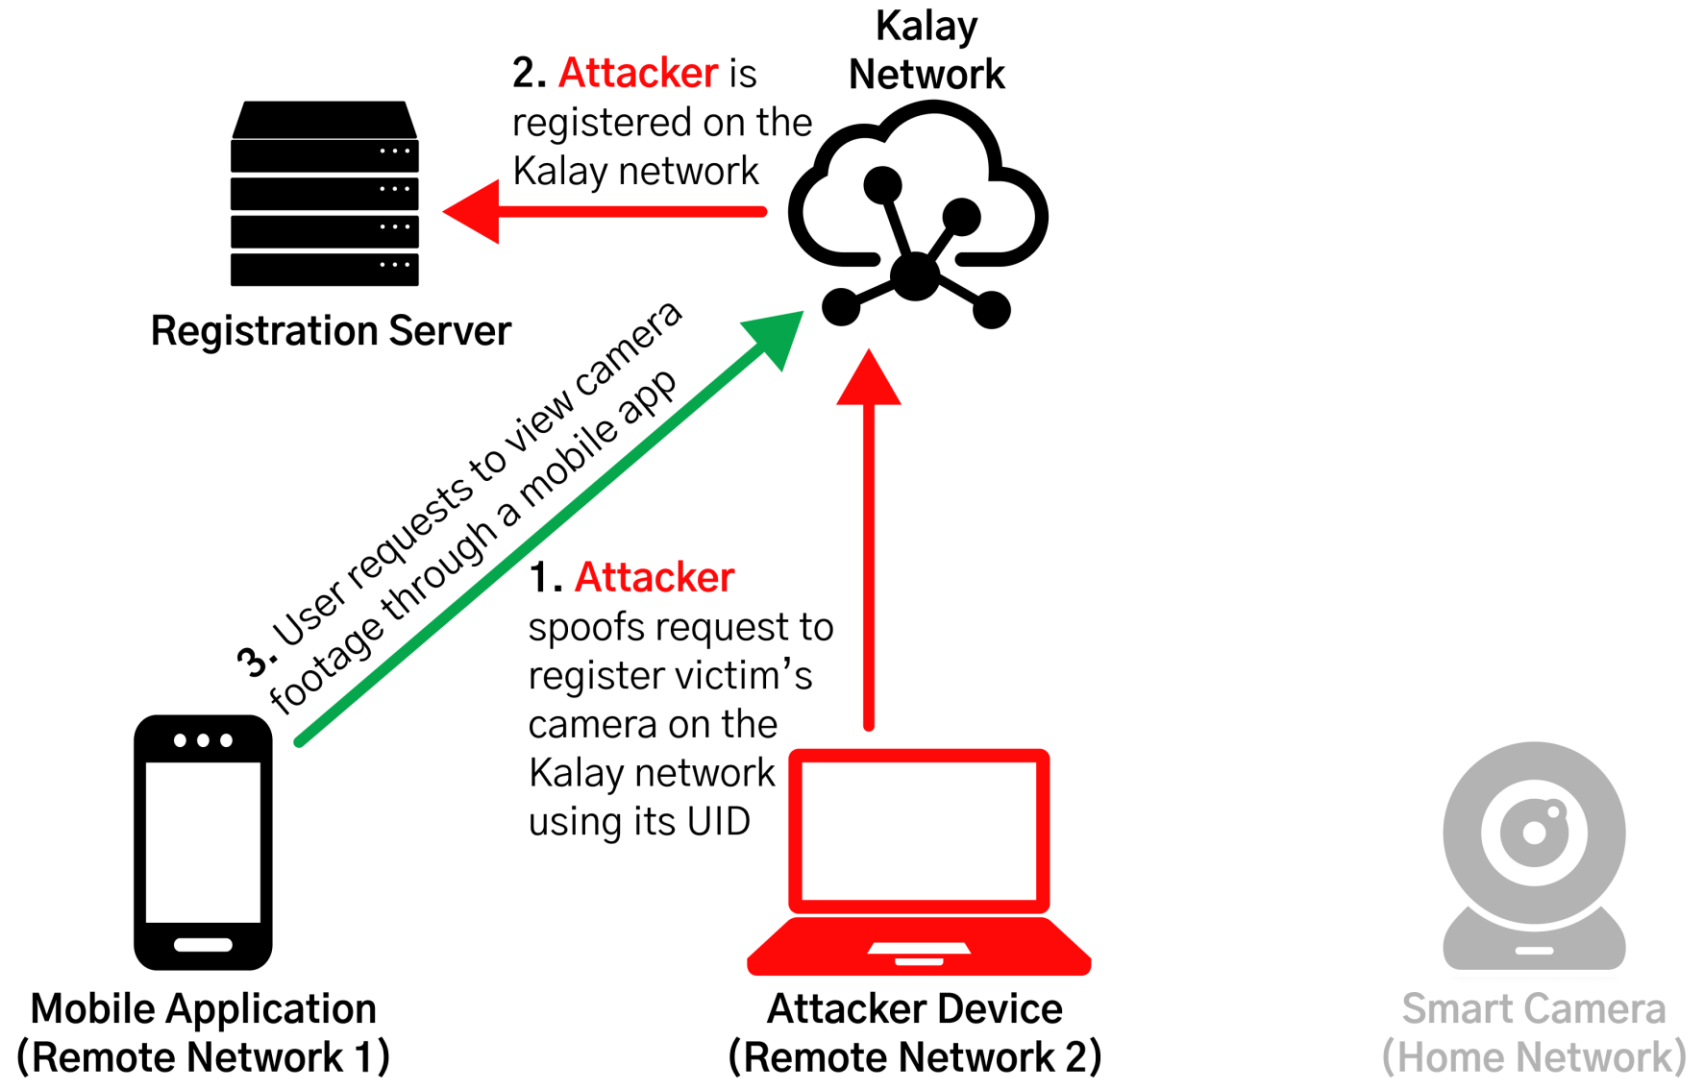 Kalay
Network
2. Attacker is
registered on the
Kalay network
Registration Server
3. User requests to view camera
footage through a mobile app
1. Attacker
spoofs request to
register victim’s
camera on the
Kalay network
using its UID
Mobile Application
(Remote Network 1)
Attacker Device
(Remote Network 2)
Smart Camera
(Home Network)